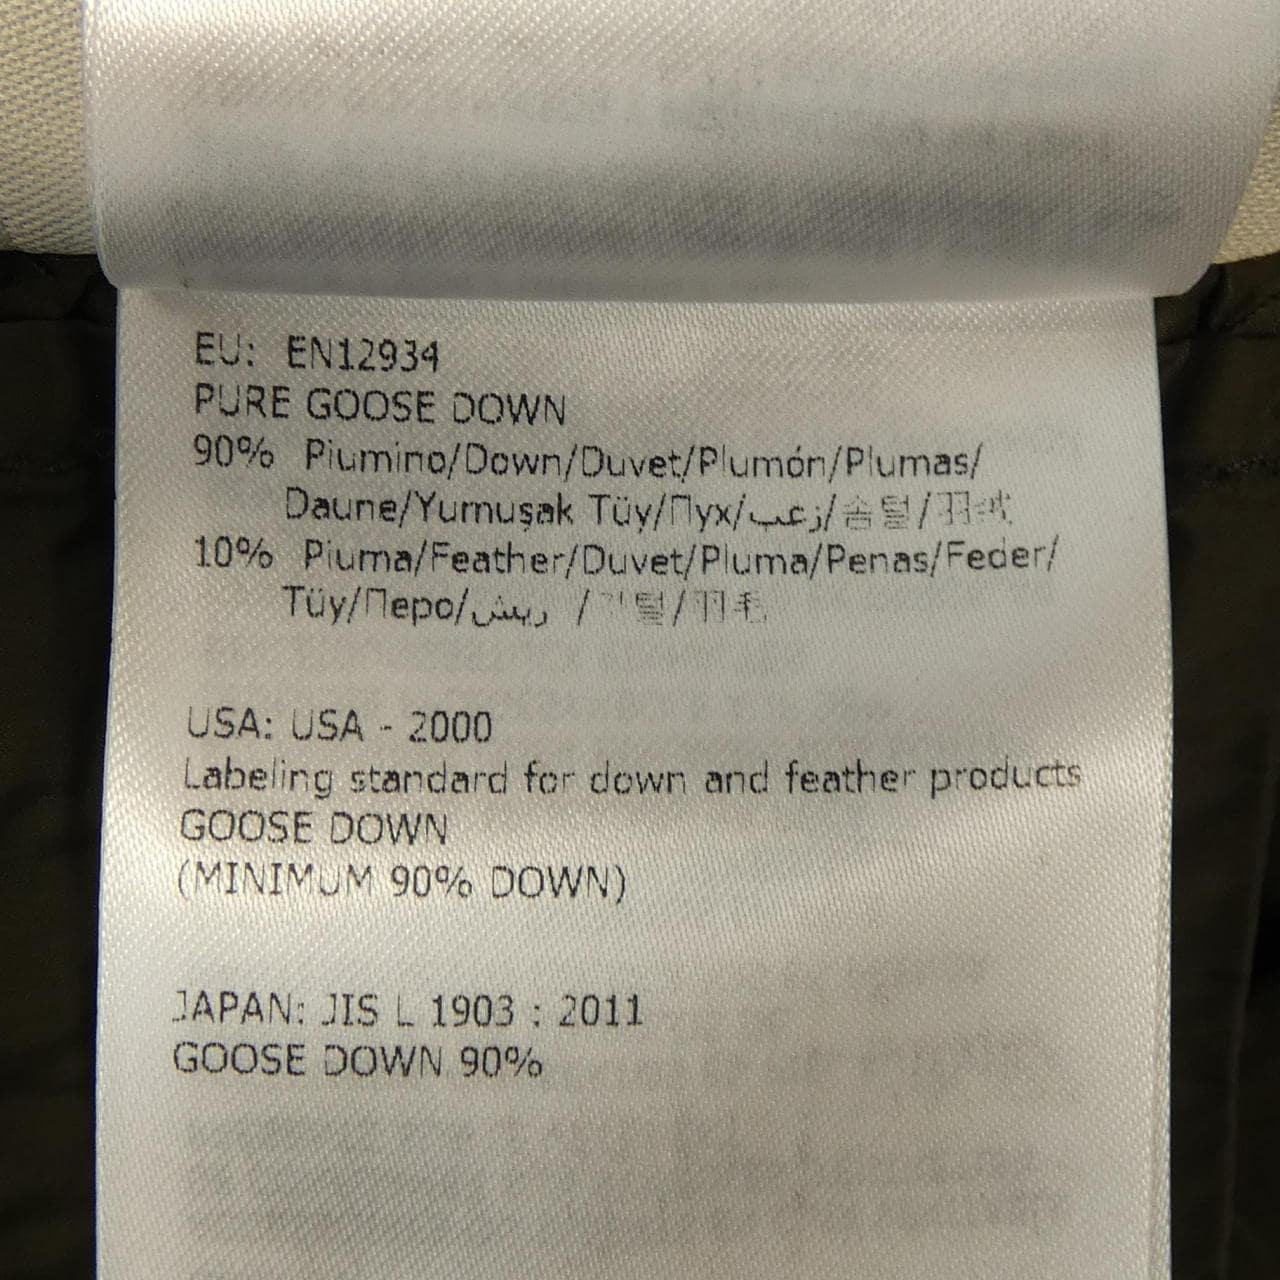 EU: EN12934
PURE GOOSE DOWN
90% Piumino/Down/Duvet/Plumón/Plumas/
Daune/Yumuşak Tüy/Пух/زغب/솜털/羽绒
10% Piuma/Feather/Duvet/Pluma/Penas/Feder/
Tüy/Перо/ريش /깃털/羽毛
USA: USA - 2000
Labeling standard for down and feather products
GOOSE DOWN
(MINIMUM 90% DOWN)
JAPAN: JIS L 1903 : 2011
GOOSE DOWN 90%